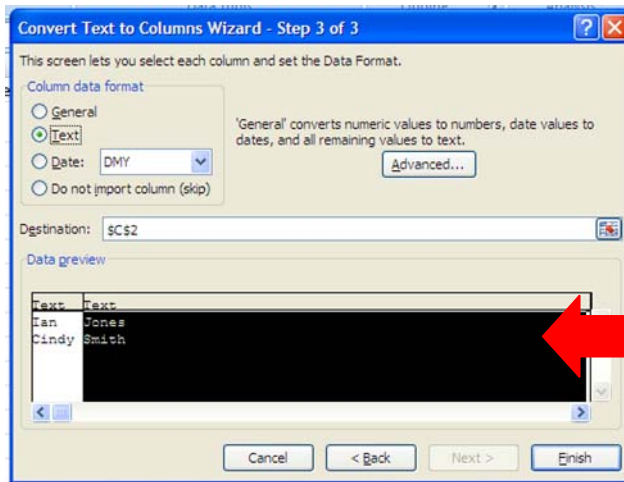 Convert Text to Columns Wizard - Step 3 of 3
This screen lets you select each column and set the Data Format.
Column data format
General
Text
Date: DMY
Do not import column (skip)
'General' converts numeric values to numbers, date values to
dates, and all remaining values to text.
Advanced...
Destination: $C$2
Data preview
Text Text
Ian Jones
Cindy Smith
Cancel < Back Next > Finish